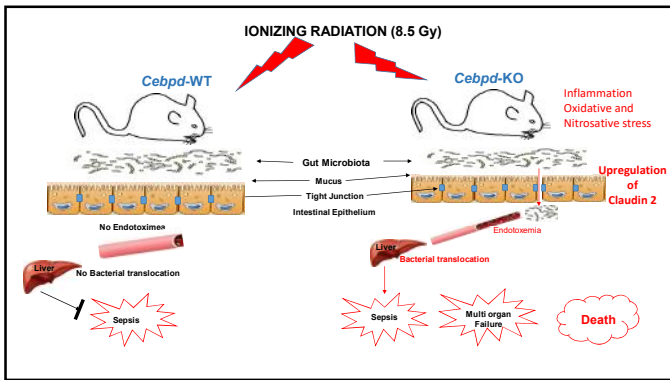 IONIZING RADIATION (8.5 Gy)
Cebpd-WT
Cebpd-KO
Inflammation
Oxidative and
Nitrosative stress
Gut Microbiota
Mucus
Tight Junction
Intestinal Epithelium
Upregulation
of
Claudin 2
No Endotoximea
Endotoxemia
Liver
No Bacterial translocation
Liver
Bacterial translocation
Sepsis
Sepsis
Multi organ
Failure
Death